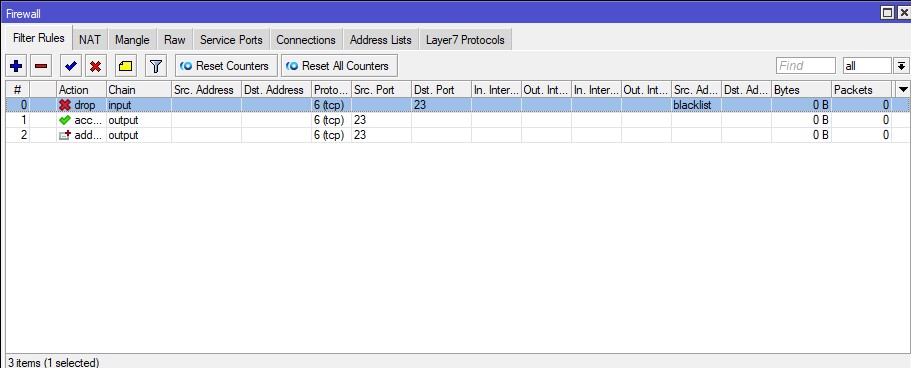 Firewall
Filter Rules NAT Mangle Raw Service Ports Connections Address Lists Layer7 Protocols
Reset Counters Reset All Counters Find all
# Action Chain Src. Address Dst. Address Proto... Src. Port Dst. Port In. Inter... Out. Int... In. Inter... Out. Int... Src. Ad... Dst. Ad... Bytes Packets
0 drop input 6 (tcp) 23 blacklist 0 B 0
1 acc... output 6 (tcp) 23 0 B 0
2 add... output 6 (tcp) 23 0 B 0
3 items (1 selected)